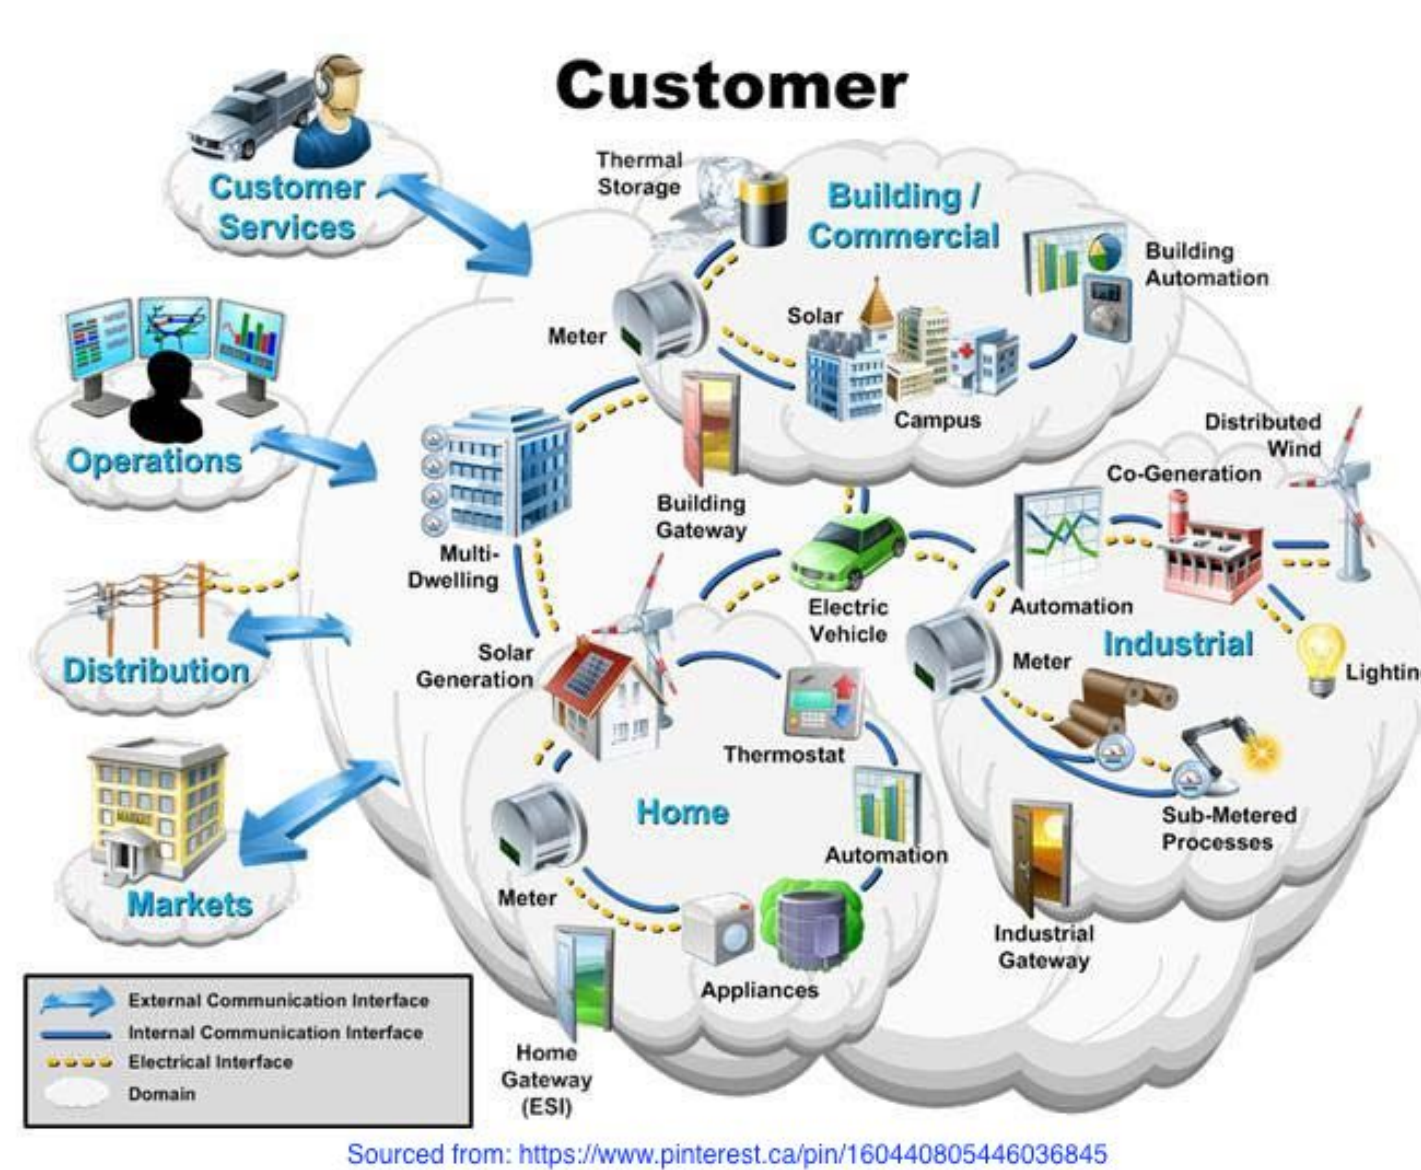 Customer
Customer
Services
Thermal
Storage
Building /
Commercial
Building
Automation
Meter
Solar
Campus
Operations
Building
Gateway
Multi-
Dwelling
Distributed
Wind
Co-Generation
Automation
Industrial
Meter
Lightin
Sub-Metered
Processes
Industrial
Gateway
Electric
Vehicle
Distribution
Solar
Generation
Thermostat
Home
Automation
Meter
Appliances
Home
Gateway
(ESI)
MARKET
Markets
External Communication Interface
Internal Communication Interface
Electrical Interface
Domain
Sourced from: https://www.pinterest.ca/pin/160440805446036845